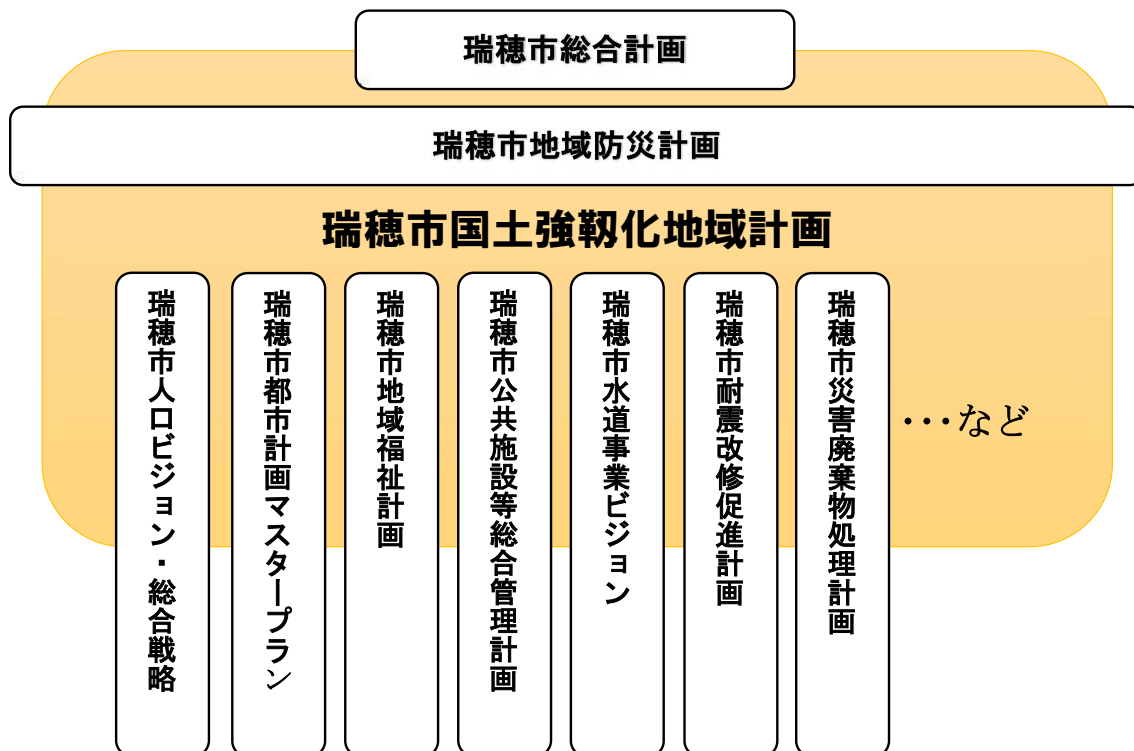 瑞穂市総合計画
瑞穂市地域防災計画
瑞穂市国土強靱化地域計画
瑞穂市人口ビジョン・総合戦略
瑞穂市都市計画マスタープラン
瑞穂市地域福祉計画
瑞穂市公共施設等総合管理計画
瑞穂市水道事業ビジョン
瑞穂市耐震改修促進計画
瑞穂市災害廃棄物処理計画
・・・など